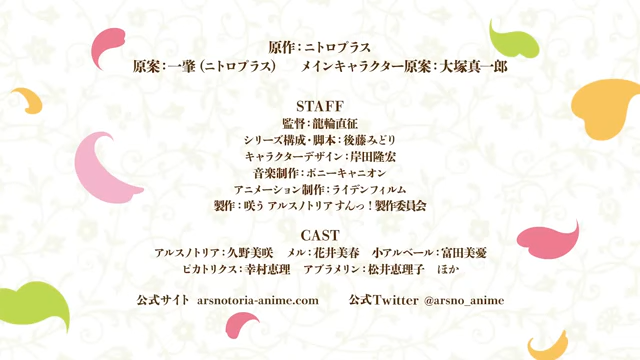 原作：ニトロプラス
原案：一肇（ニトロプラス） メインキャラクター原案：大塚真一郎
STAFF
監督：龍輪直征
シリーズ構成・脚本：後藤みどり
キャラクターデザイン：岸田隆宏
音楽制作：ポニーキャニオン
アニメーション制作：ライデンフィルム
製作：咲う アルスノトリア すんっ！製作委員会
CAST
アルスノトリア：久野美咲 メル：花井美春 小アルベール：富田美憂
ピカトリクス：幸村恵理 アブラメリン：松井恵理子 ほか
公式サイト arsnotoria-anime.com 公式Twitter @arsno_anime